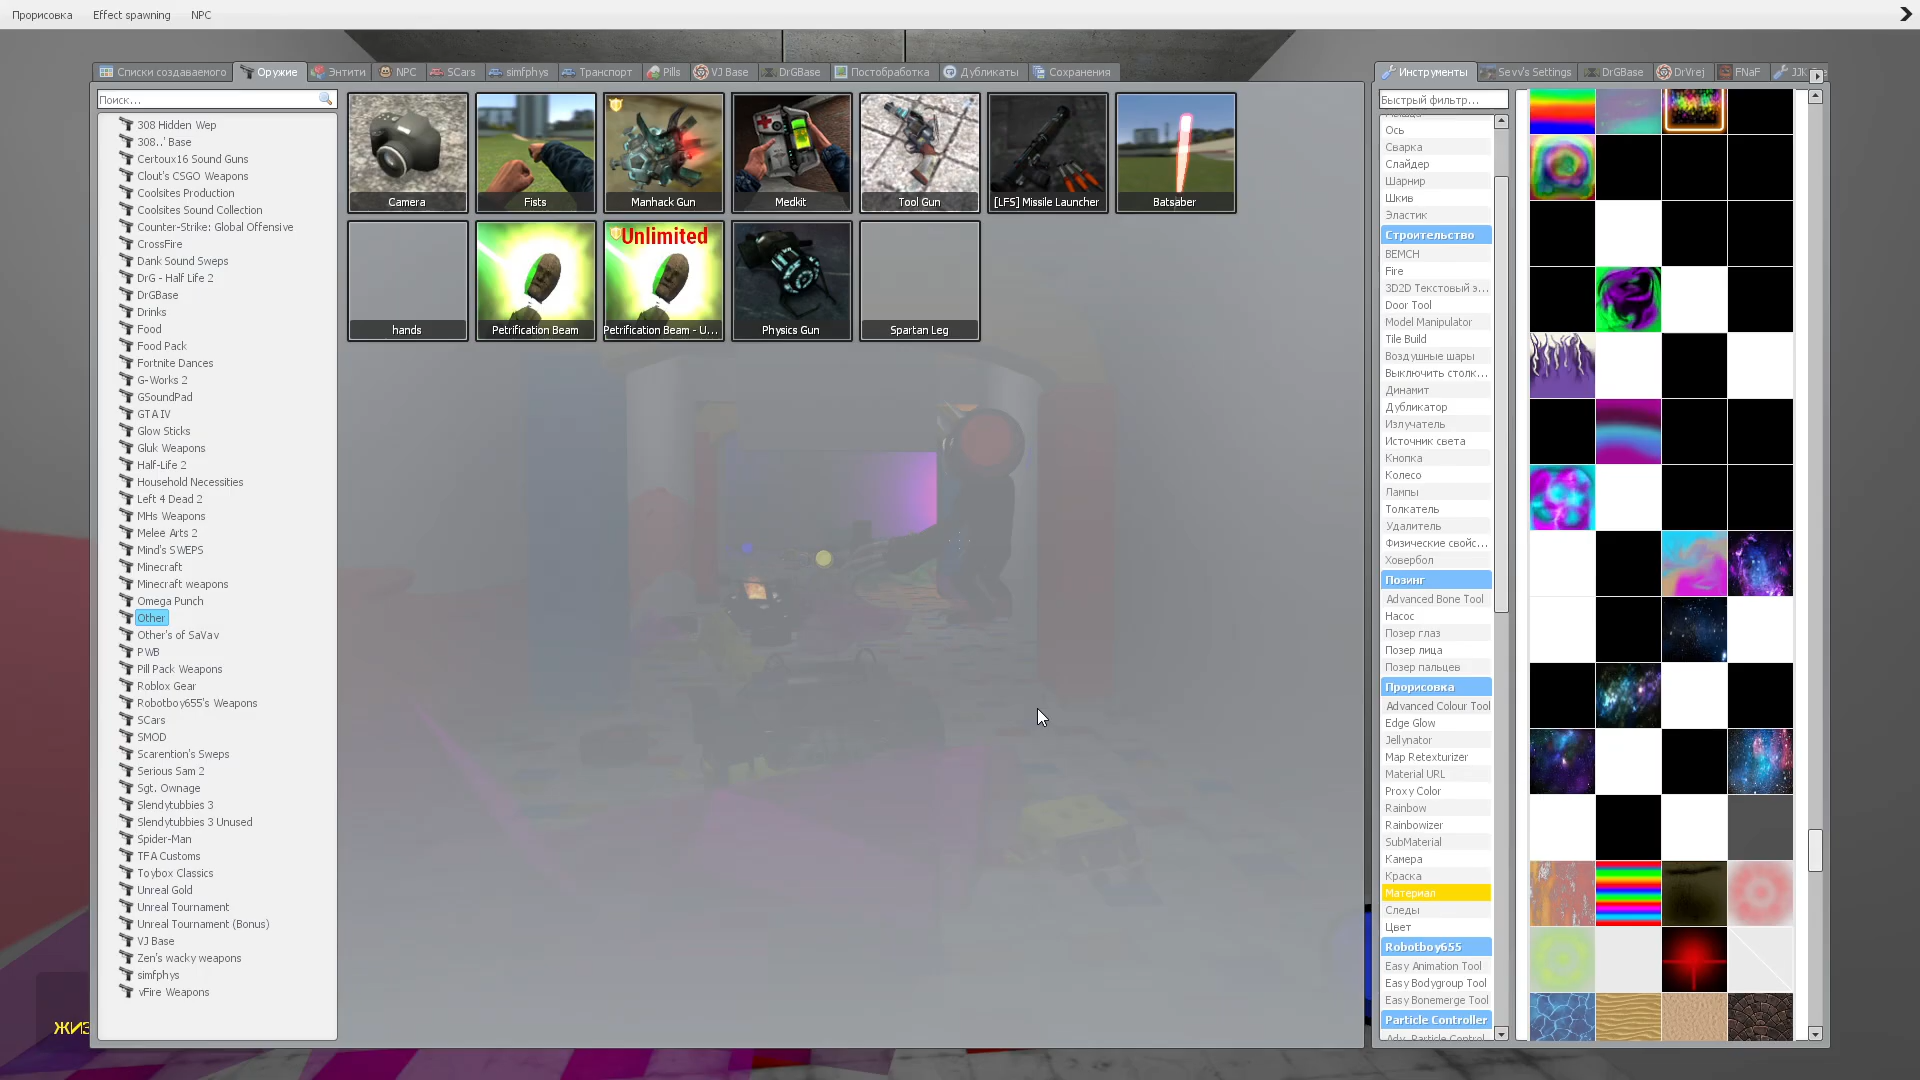 Прорисовка
Effect spawning
NPC
Списки создаваемого
Оружие
Энтити
NPC
SCars
simfphys
Транспорт
Pills
VJ Base
DrGBase
Постобработка
Дубликаты
Сохранения
Поиск...
308 Hidden Wep
308..' Base
Certoux16 Sound Guns
Clout's CSGO Weapons
Coolsites Production
Coolsites Sound Collection
Counter-Strike: Global Offensive
CrossFire
Dank Sound Sweps
DrG - Half Life 2
DrGBase
Drinks
Food
Food Pack
Fortnite Dances
G-Works 2
GSoundPad
GTA IV
Glow Sticks
Gluk Weapons
Half-Life 2
Household Necessities
Left 4 Dead 2
MHs Weapons
Melee Arts 2
Mind's SWEPS
Minecraft
Minecraft weapons
Omega Punch
Other
Other's of SaVav
PWB
Pill Pack Weapons
Roblox Gear
Robotboy655's Weapons
SCars
SMOD
Scarention's Sweps
Serious Sam 2
Sgt. Ownage
Slendytubbies 3
Slendytubbies 3 Unused
Spider-Man
TFA Customs
Toybox Classics
Unreal Gold
Unreal Tournament
Unreal Tournament (Bonus)
VJ Base
Zen's wacky weapons
simfphys
vFire Weapons
Camera
Fists
Manhack Gun
Medkit
Tool Gun
[LFS] Missile Launcher
Batsaber
hands
Petrification Beam
Unlimited
Petrification Beam - U...
Physics Gun
Spartan Leg
Инструменты
Sevv's Settings
DrGBase
DrVrej
FNaF
Быстрый фильтр...
Ось
Сварка
Слайдер
Шарнир
Шкив
Эластик
Строительство
BEMCH
Fire
3D2D Текстовый э...
Door Tool
Model Manipulator
Tile Build
Воздушные шары
Выключить столк...
Динамит
Дубликатор
Излучатель
Источник света
Кнопка
Колесо
Лампы
Толкатель
Удалитель
Физические свойс...
Ховербол
Позинг
Advanced Bone Tool
Насос
Позер глаз
Позер лица
Позер пальцев
Прорисовка
Advanced Colour Tool
Edge Glow
Jellynator
Map Retexturizer
Material URL
Proxy Color
Rainbow
Rainbowizer
SubMaterial
Камера
Краска
Материал
Следы
Цвет
Robotboy655
Easy Animation Tool
Easy Bodygroup Tool
Easy Bonemerge Tool
Particle Controller
Adv. Particle Control
ЖИЗ